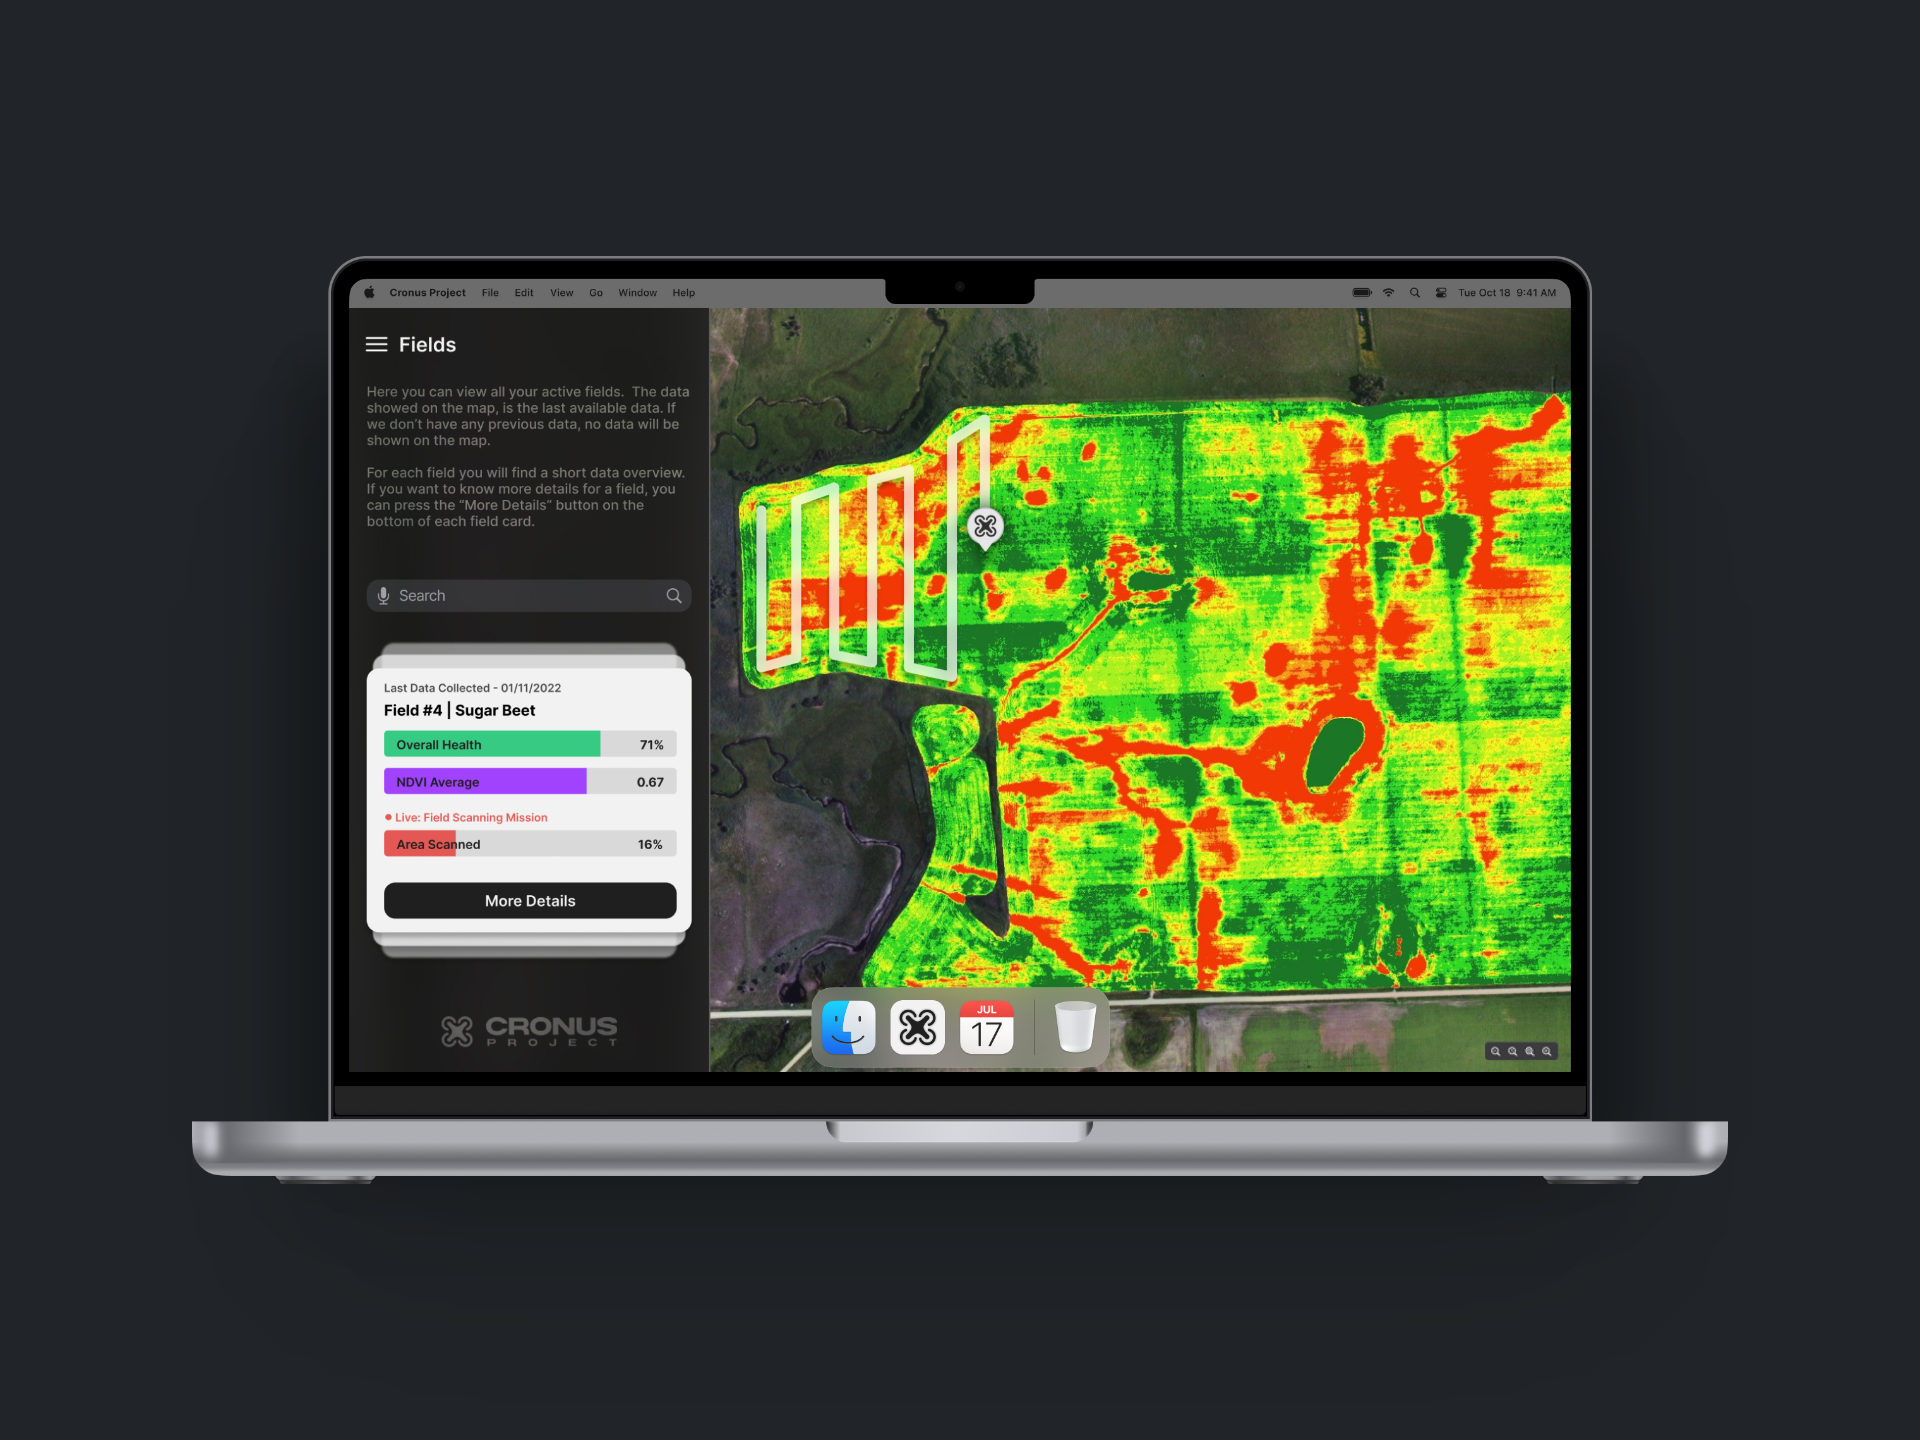 Cronus Project File Edit View Go Window Help
Tue Oct 18 9:41 AM
Fields
Here you can view all your active fields. The data
showed on the map, is the last available data. If
we don't have any previous data, no data will be
shown on the map.
For each field you will find a short data overview.
If you want to know more details for a field, you
can press the “More Details” button on the
bottom of each field card.
Search
Last Data Collected - 01/11/2022
Field #4 | Sugar Beet
Overall Health 71%
NDVI Average 0.67
Live: Field Scanning Mission
Area Scanned 16%
More Details
CRONUS
PROJECT
JUL
17